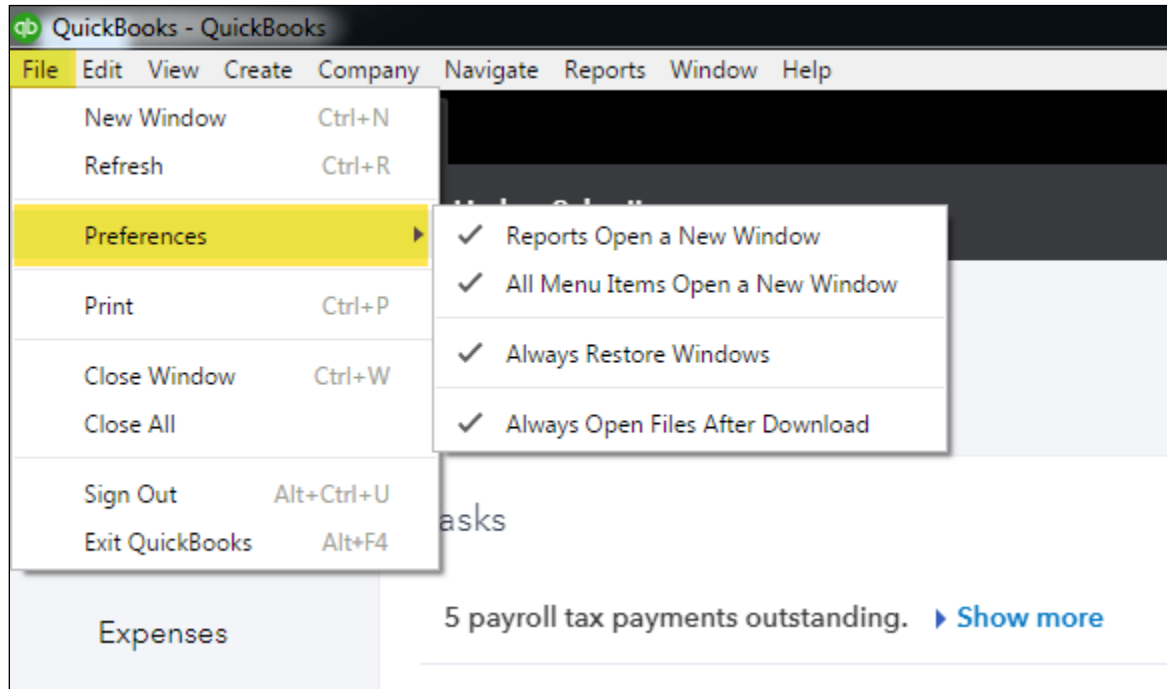 qb QuickBooks - QuickBooks
File Edit View Create Company Navigate Reports Window Help
New Window Ctrl+N
Refresh Ctrl+R
Preferences
Reports Open a New Window
All Menu Items Open a New Window
Print Ctrl+P
Always Restore Windows
Close Window Ctrl+W
Close All
Always Open Files After Download
Sign Out Alt+Ctrl+U
Exit QuickBooks Alt+F4
asks
Expenses
5 payroll tax payments outstanding. Show more